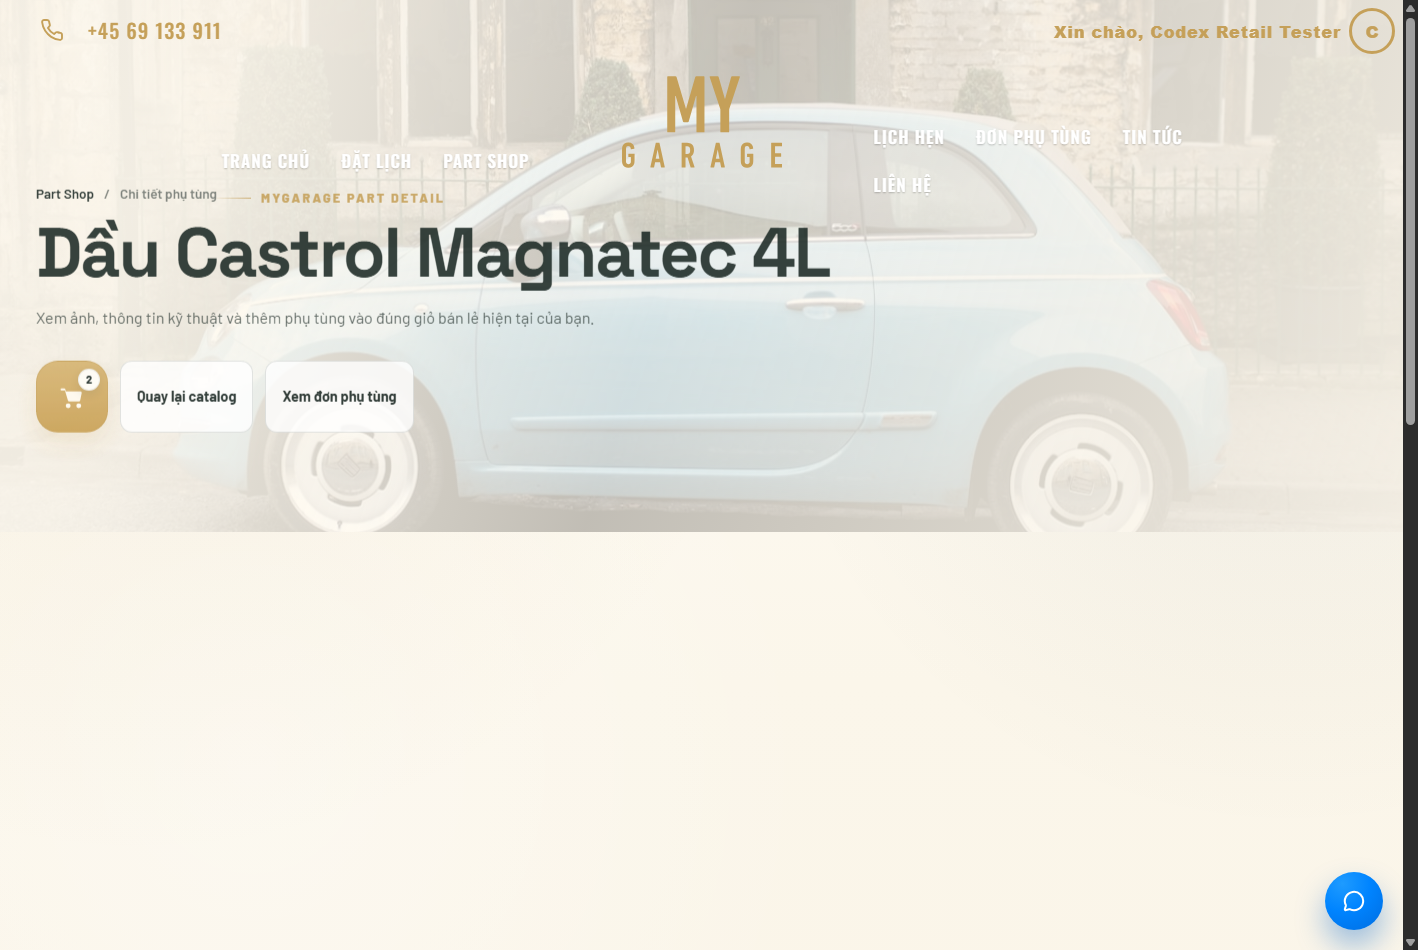 +45 69 133 911
Xin chào, Codex Retail Tester
C
MY
GARAGE
TRANG CHỦ ĐẶT LỊCH PART SHOP
LỊCH HẸN ĐƠN PHỤ TÙNG TIN TỨC
LIÊN HỆ
Part Shop / Chi tiết phụ tùng
MYGARAGE PART DETAIL
Dầu Castrol Magnatec 4L
Xem ảnh, thông tin kỹ thuật và thêm phụ tùng vào đúng giỏ bán lẻ hiện tại của bạn.
2
Quay lại catalog
Xem đơn phụ tùng